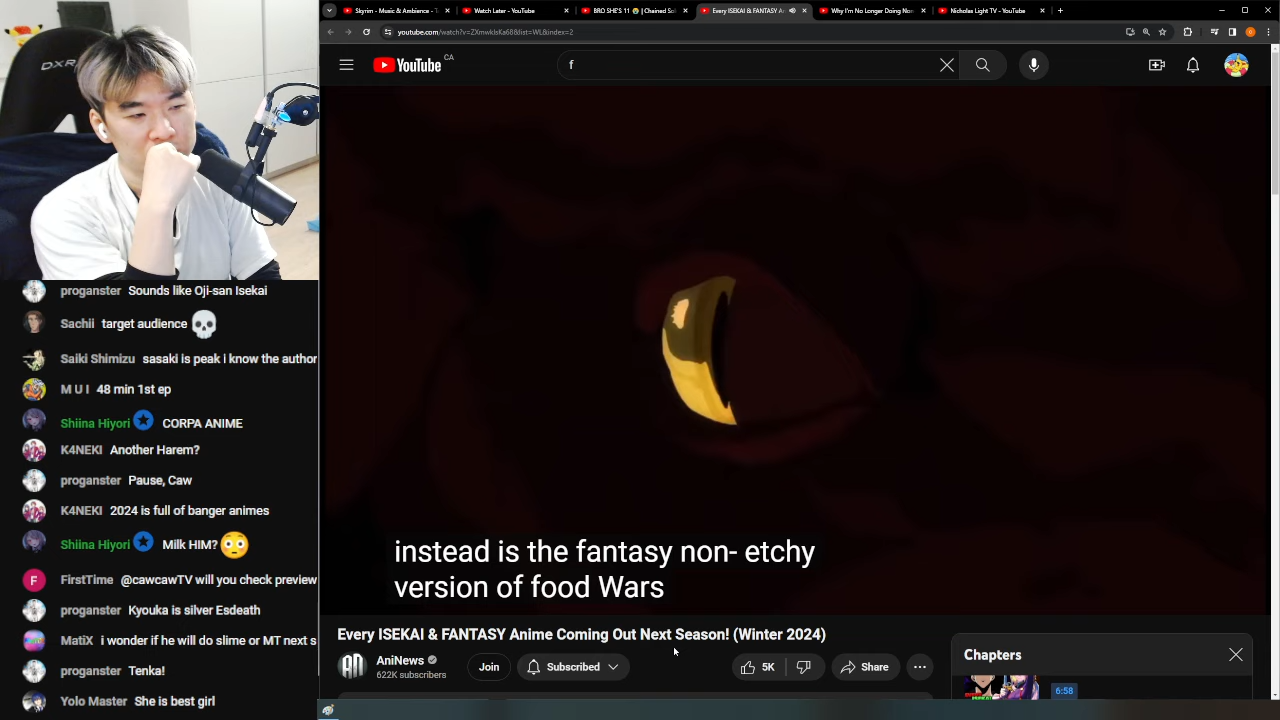 Skyrim - Music & Ambience - T
Watch Later - YouTube
BRO SHE'S 11 😨 | Chained So
Every ISEKAI & FANTASY A
Why I'm No Longer Doing No
Nicholas Light TV - YouTube
youtube.com/watch?v=ZXmwkIsKa68&list=WL&index=2
YouTube CA
f
DXR
proganster Sounds like Oji-san Isekai
Sachii target audience 💀
Saiki Shimizu sasaki is peak i know the author
M U I 48 min 1st ep
Shiina Hiyori CORPA ANIME
K4NEKI Another Harem?
proganster Pause, Caw
K4NEKI 2024 is full of banger animes
Shiina Hiyori Milk HIM? 😳
F FirstTime @cawcawTV will you check preview
proganster Kyouka is silver Esdeath
MatiX i wonder if he will do slime or MT next s
proganster Tenka!
Yolo Master She is best girl
instead is the fantasy non- etchy
version of food Wars
Every ISEKAI & FANTASY Anime Coming Out Next Season! (Winter 2024)
AniNews
622K subscribers
Join
Subscribed
5K
Share
Chapters
6:58